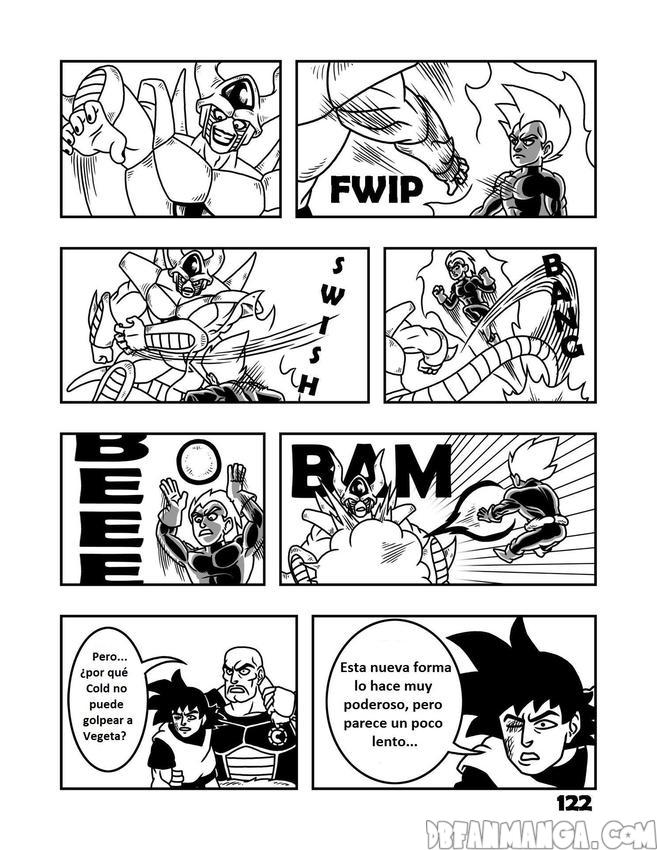 FWIP
SWISH
BANG
BEEE
BAM
Pero...
¿por qué
Cold no
puede
golpear a
Vegeta?
Esta nueva forma
lo hace muy
poderoso, pero
parece un poco
lento...
122
DBFANMANGA.COM